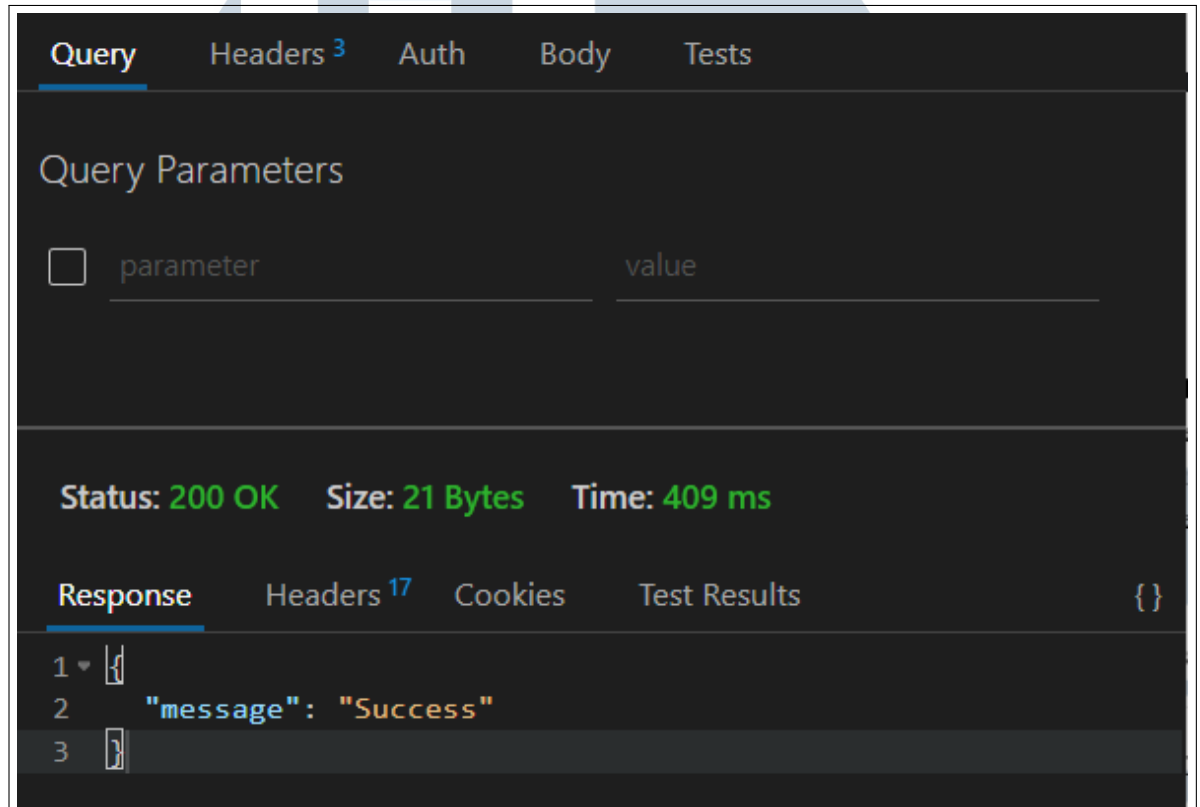 Query Headers 3 Auth Body Tests
Query Parameters
parameter value
Status: 200 OK Size: 21 Bytes Time: 409 ms
Response Headers 17 Cookies Test Results {}
1 {
2 "message": "Success"
3 }